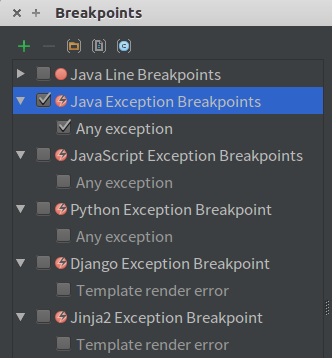 Breakpoints
Java Line Breakpoints
Java Exception Breakpoints
Any exception
JavaScript Exception Breakpoints
Any exception
Python Exception Breakpoint
Any exception
Django Exception Breakpoint
Template render error
Jinja2 Exception Breakpoint
Template render error